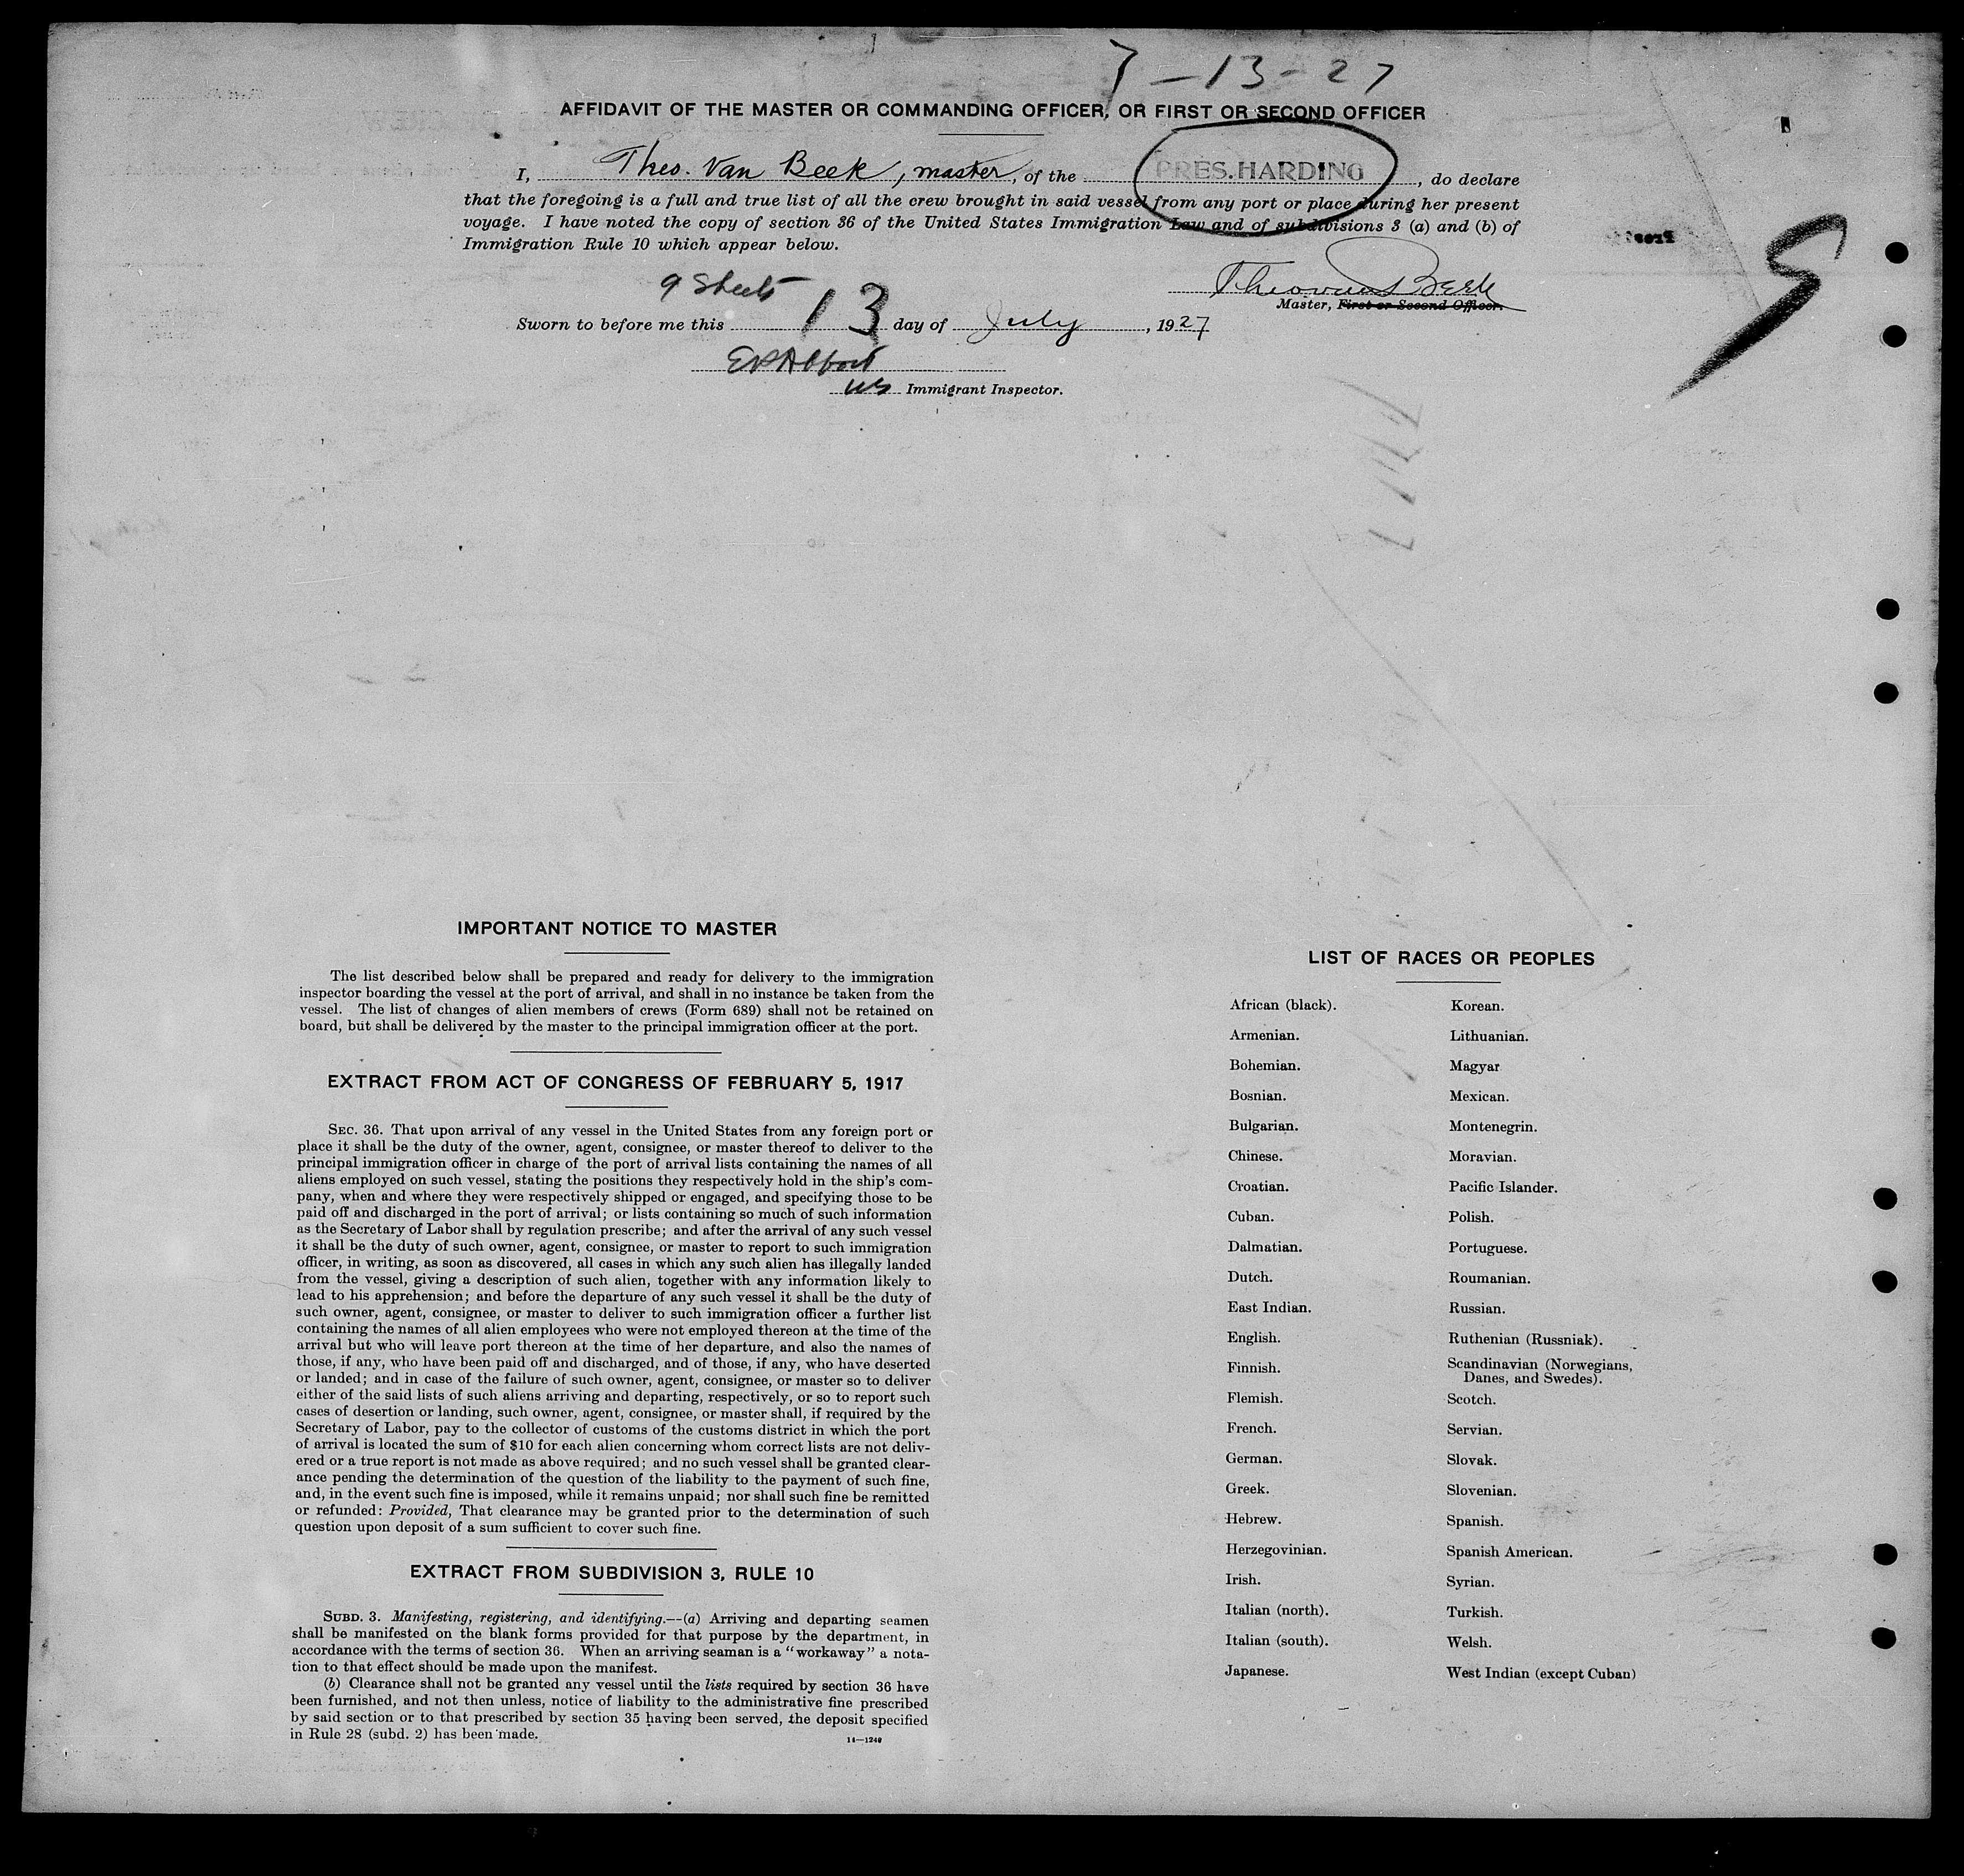 7-13-27
AFFIDAVIT OF THE MASTER OR COMMANDING OFFICER, OR FIRST OR SECOND OFFICER
I, Theo. Van Beek, master, of the PRES. HARDING, do declare
that the foregoing is a full and true list of all the crew brought in said vessel from any port or place during her present
voyage. I have noted the copy of section 36 of the United States Immigration Law and of subdivisions 3 (a) and (b) of
Immigration Rule 10 which appear below.
9 Sheets
Master, First or Second Officer.
Sworn to before me this 13 day of July, 1927
US Immigrant Inspector.
IMPORTANT NOTICE TO MASTER
The list described below shall be prepared and ready for delivery to the immigration
inspector boarding the vessel at the port of arrival, and shall in no instance be taken from the
vessel. The list of changes of alien members of crews (Form 689) shall not be retained on
board, but shall be delivered by the master to the principal immigration officer at the port.
EXTRACT FROM ACT OF CONGRESS OF FEBRUARY 5, 1917
SEC. 36. That upon arrival of any vessel in the United States from any foreign port or
place it shall be the duty of the owner, agent, consignee, or master thereof to deliver to the
principal immigration officer in charge of the port of arrival lists containing the names of all
aliens employed on such vessel, stating the positions they respectively hold in the ship's com-
pany, when and where they were respectively shipped or engaged, and specifying those to be
paid off and discharged in the port of arrival; or lists containing so much of such information
as the Secretary of Labor shall by regulation prescribe; and after the arrival of any such vessel
it shall be the duty of such owner, agent, consignee, or master to report to such immigration
officer, in writing, as soon as discovered, all cases in which any such alien has illegally landed
from the vessel, giving a description of such alien, together with any information likely to
lead to his apprehension; and before the departure of any such vessel it shall be the duty of
such owner, agent, consignee, or master to deliver to such immigration officer a further list
containing the names of all alien employees who were not employed thereon at the time of the
arrival but who will leave port thereon at the time of her departure, and also the names of
those, if any, who have been paid off and discharged, and of those, if any, who have deserted
or landed; and in case of the failure of such owner, agent, consignee, or master so to deliver
either of the said lists of such aliens arriving and departing, respectively, or so to report such
cases of desertion or landing, such owner, agent, consignee, or master shall, if required by the
Secretary of Labor, pay to the collector of customs of the customs district in which the port
of arrival is located the sum of $10 for each alien concerning whom correct lists are not deliv-
ered or a true report is not made as above required; and no such vessel shall be granted clear-
ance pending the determination of the question of the liability to the payment of such fine,
and, in the event such fine is imposed, while it remains unpaid; nor shall such fine be remitted
or refunded: Provided, That clearance may be granted prior to the determination of such
question upon deposit of a sum sufficient to cover such fine.
EXTRACT FROM SUBDIVISION 3, RULE 10
SUBD. 3. Manifesting, registering, and identifying.--(a) Arriving and departing seamen
shall be manifested on the blank forms provided for that purpose by the department, in
accordance with the terms of section 36. When an arriving seaman is a "workaway" a nota-
tion to that effect should be made upon the manifest.
(b) Clearance shall not be granted any vessel until the lists required by section 36 have
been furnished, and not then unless, notice of liability to the administrative fine prescribed
by said section or to that prescribed by section 35 having been served, the deposit specified
in Rule 28 (subd. 2) has been made.
14—1240
LIST OF RACES OR PEOPLES
African (black).
Armenian.
Bohemian.
Bosnian.
Bulgarian.
Chinese.
Croatian.
Cuban.
Dalmatian.
Dutch.
East Indian.
English.
Finnish.
Flemish.
French.
German.
Greek.
Hebrew.
Herzegovinian.
Irish.
Italian (north).
Italian (south).
Japanese.
Korean.
Lithuanian.
Magyar
Mexican.
Montenegrin.
Moravian.
Pacific Islander.
Polish.
Portuguese.
Roumanian.
Russian.
Ruthenian (Russniak).
Scandinavian (Norwegians,
Danes, and Swedes).
Scotch.
Servian.
Slovak.
Slovenian.
Spanish.
Spanish American.
Syrian.
Turkish.
Welsh.
West Indian (except Cuban)